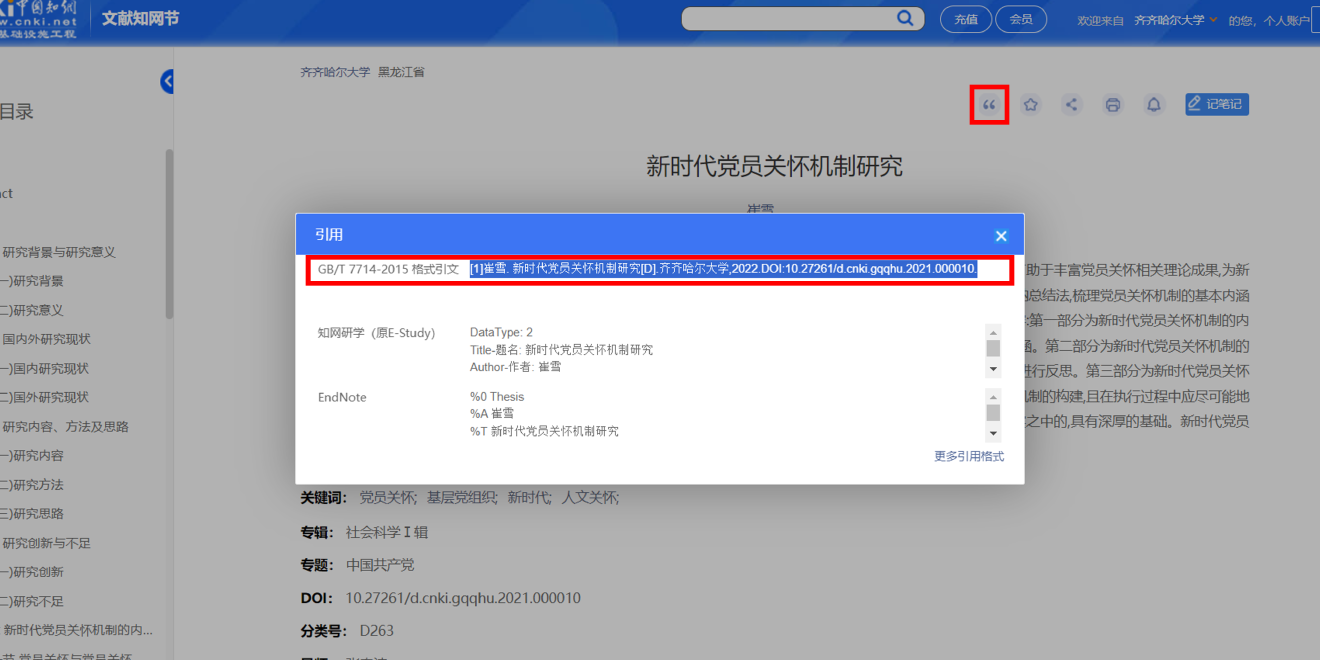 中国知网
www.cnki.net
基础设施工程
文献知网节
充值
会员
欢迎来自 齐齐哈尔大学 的您，个人账户
目录
ct
研究背景与研究意义
一)研究背景
二)研究意义
国内外研究现状
一)国内研究现状
二)国外研究现状
研究内容、方法及思路
一)研究内容
二)研究方法
三)研究思路
研究创新与不足
一)研究创新
二)研究不足
新时代党员关怀机制的内...
齐齐哈尔大学 黑龙江省
记笔记
新时代党员关怀机制研究
崔雪
引用
GB/T 7714-2015 格式引文 [1]崔雪. 新时代党员关怀机制研究[D].齐齐哈尔大学,2022.DOI:10.27261/d.cnki.gqqhu.2021.000010.
知网研学（原E-Study)
DataType: 2
Title-题名: 新时代党员关怀机制研究
Author-作者: 崔雪
EndNote
%0 Thesis
%A 崔雪
%T 新时代党员关怀机制研究
更多引用格式
助于丰富党员关怀相关理论成果,为新
总结法,梳理党员关怀机制的基本内涵
:第一部分为新时代党员关怀机制的内
涵。第二部分为新时代党员关怀机制的
进行反思。第三部分为新时代党员关怀
机制的构建,且在执行过程中应尽可能地
之中的,具有深厚的基础。新时代党员
关键词： 党员关怀; 基层党组织; 新时代; 人文关怀;
专辑： 社会科学Ⅰ辑
专题： 中国共产党
DOI： 10.27261/d.cnki.gqqhu.2021.000010
分类号： D263